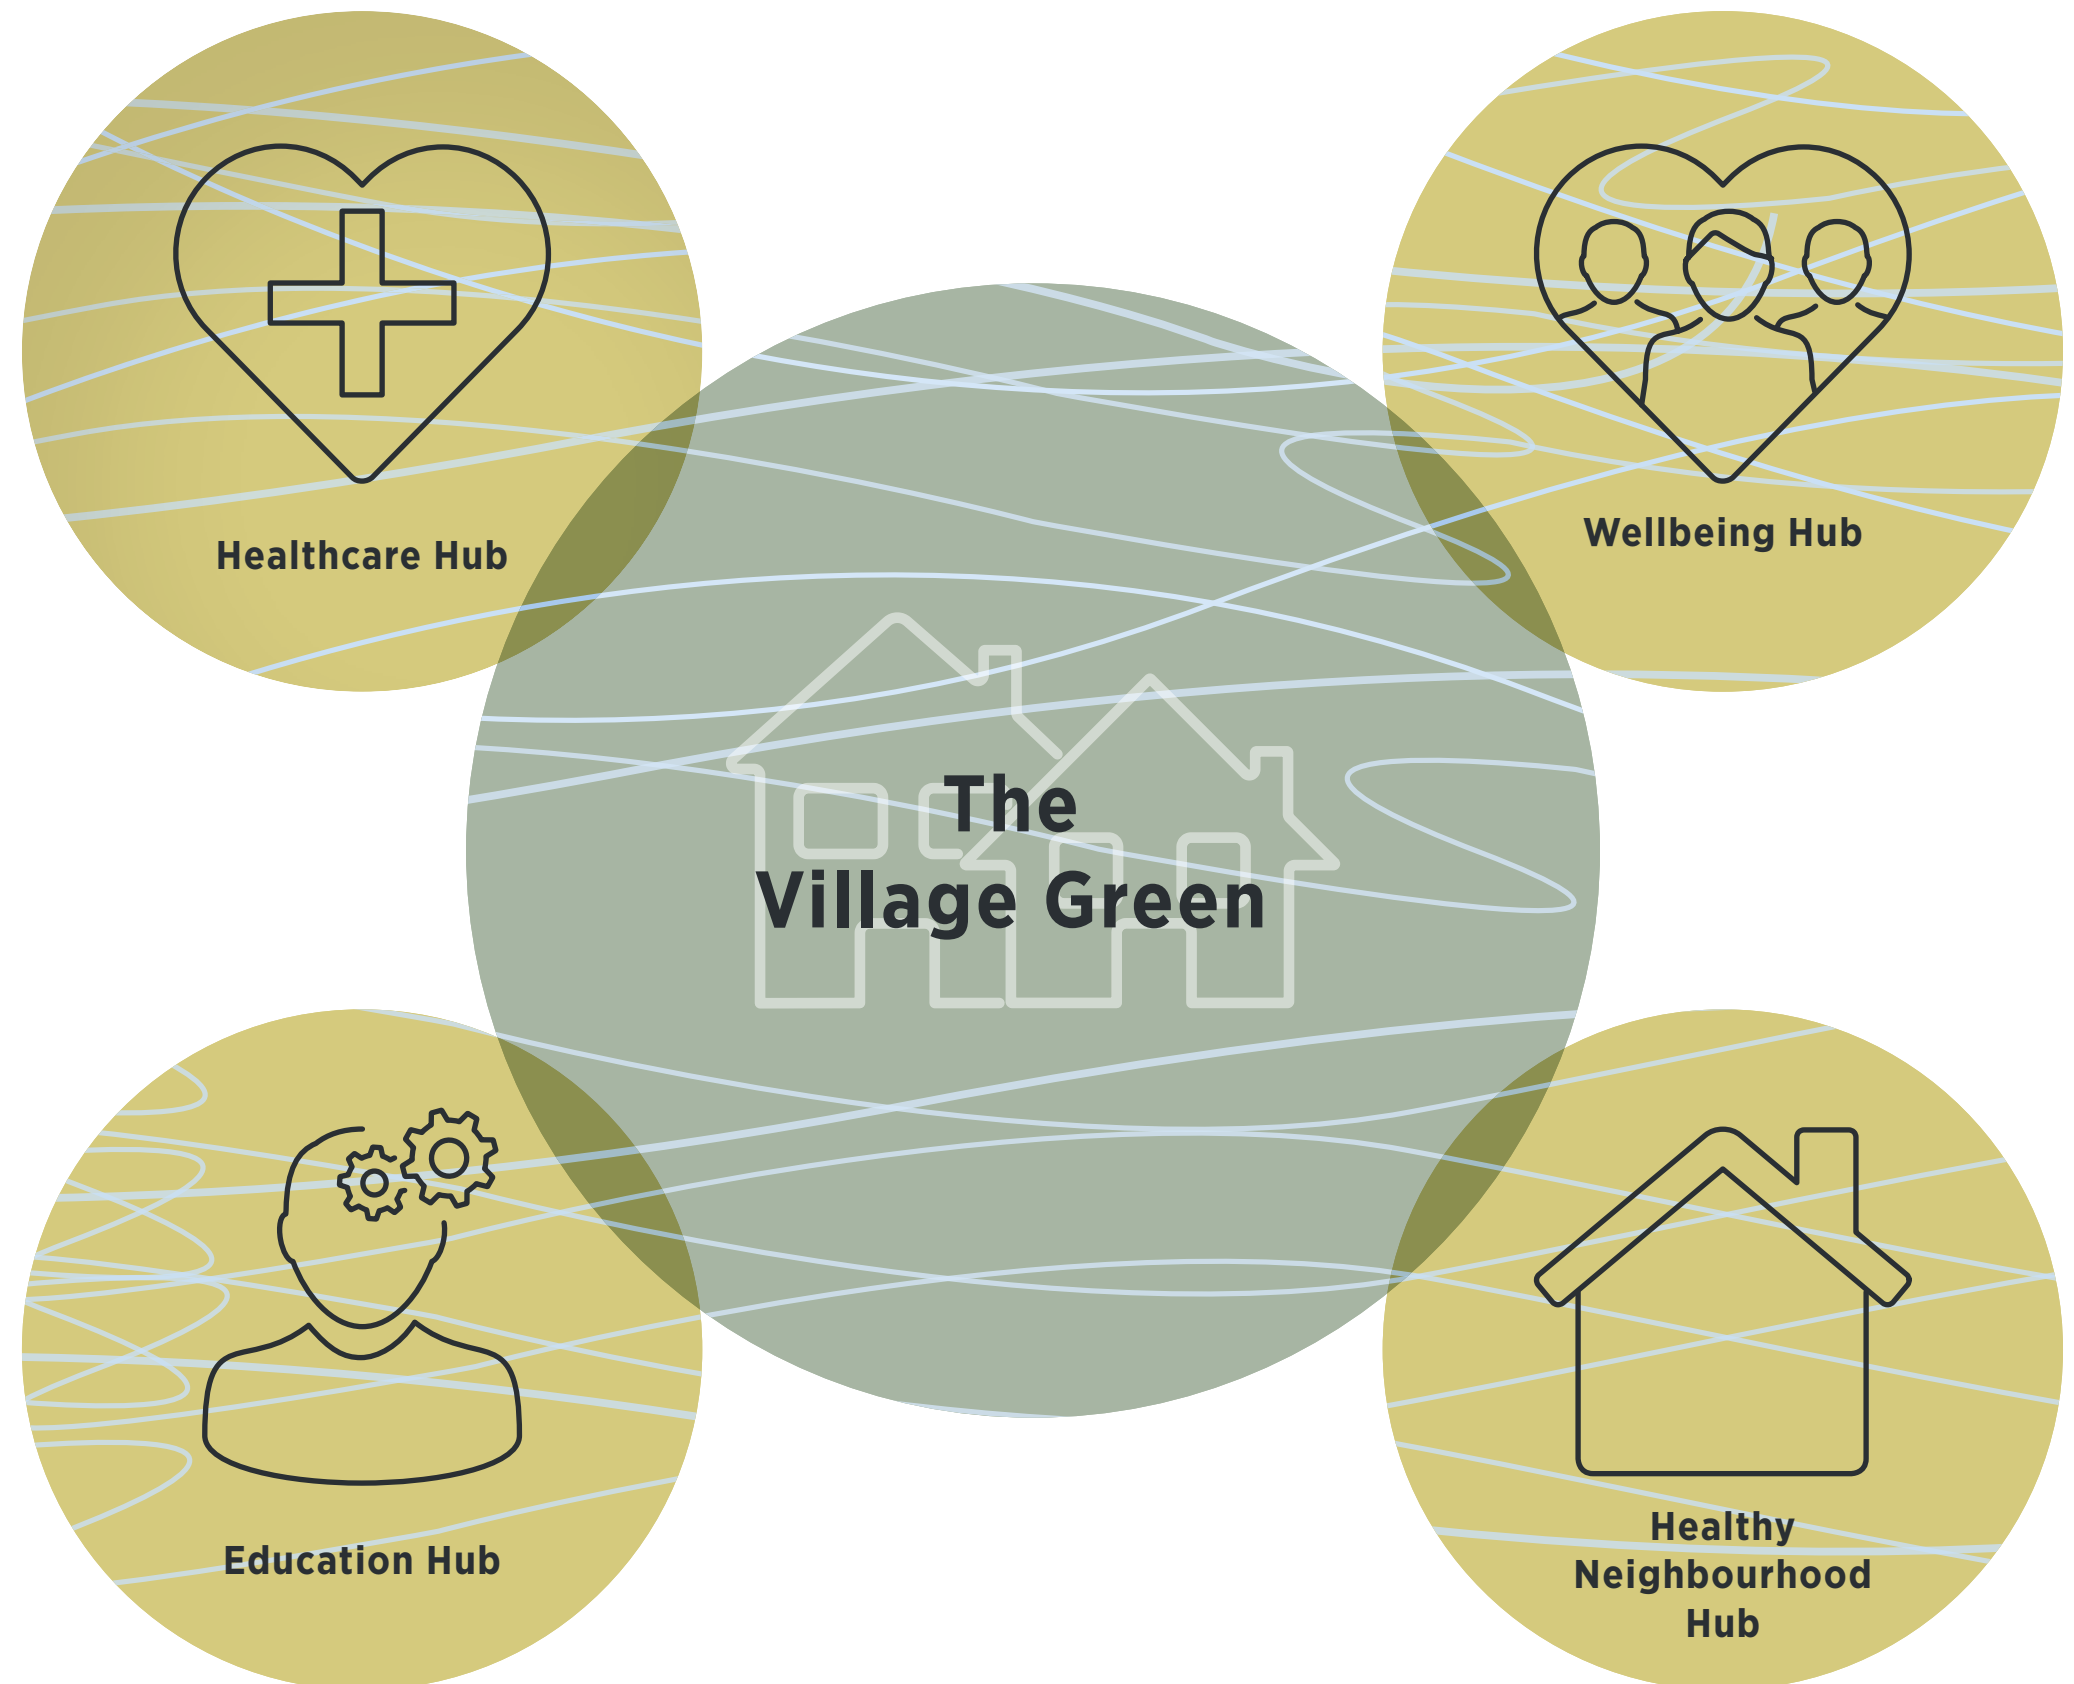 Healthcare Hub
Wellbeing Hub
The
Village Green
Education Hub
Healthy
Neighbourhood
Hub